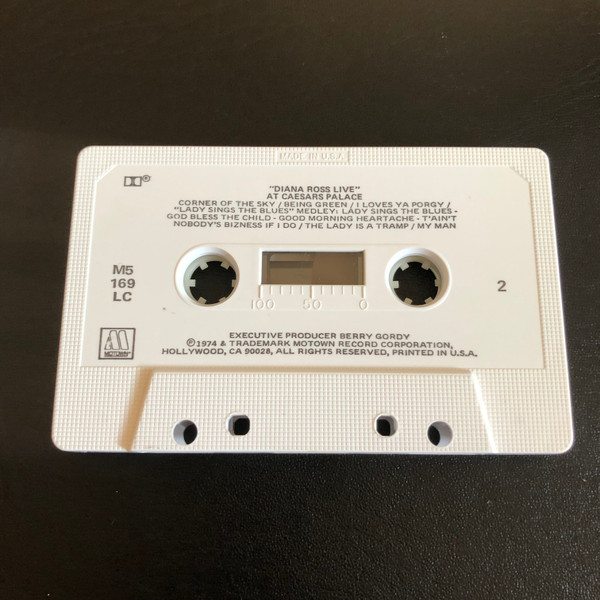 MADE IN U.S.A.
"DIANA ROSS LIVE"
AT CAESARS PALACE
CORNER OF THE SKY / BEING GREEN / I LOVES YA PORGY /
"LADY SINGS THE BLUES" MEDLEY: LADY SINGS THE BLUES -
GOD BLESS THE CHILD - GOOD MORNING HEARTACHE - T'AIN'T
NOBODY'S BIZNESS IF I DO / THE LADY IS A TRAMP / MY MAN
M5
169
LC
2
100 50 0
EXECUTIVE PRODUCER BERRY GORDY
℗1974 & TRADEMARK MOTOWN RECORD CORPORATION,
HOLLYWOOD, CA 90028, ALL RIGHTS RESERVED, PRINTED IN U.S.A.
M
MOTOWN